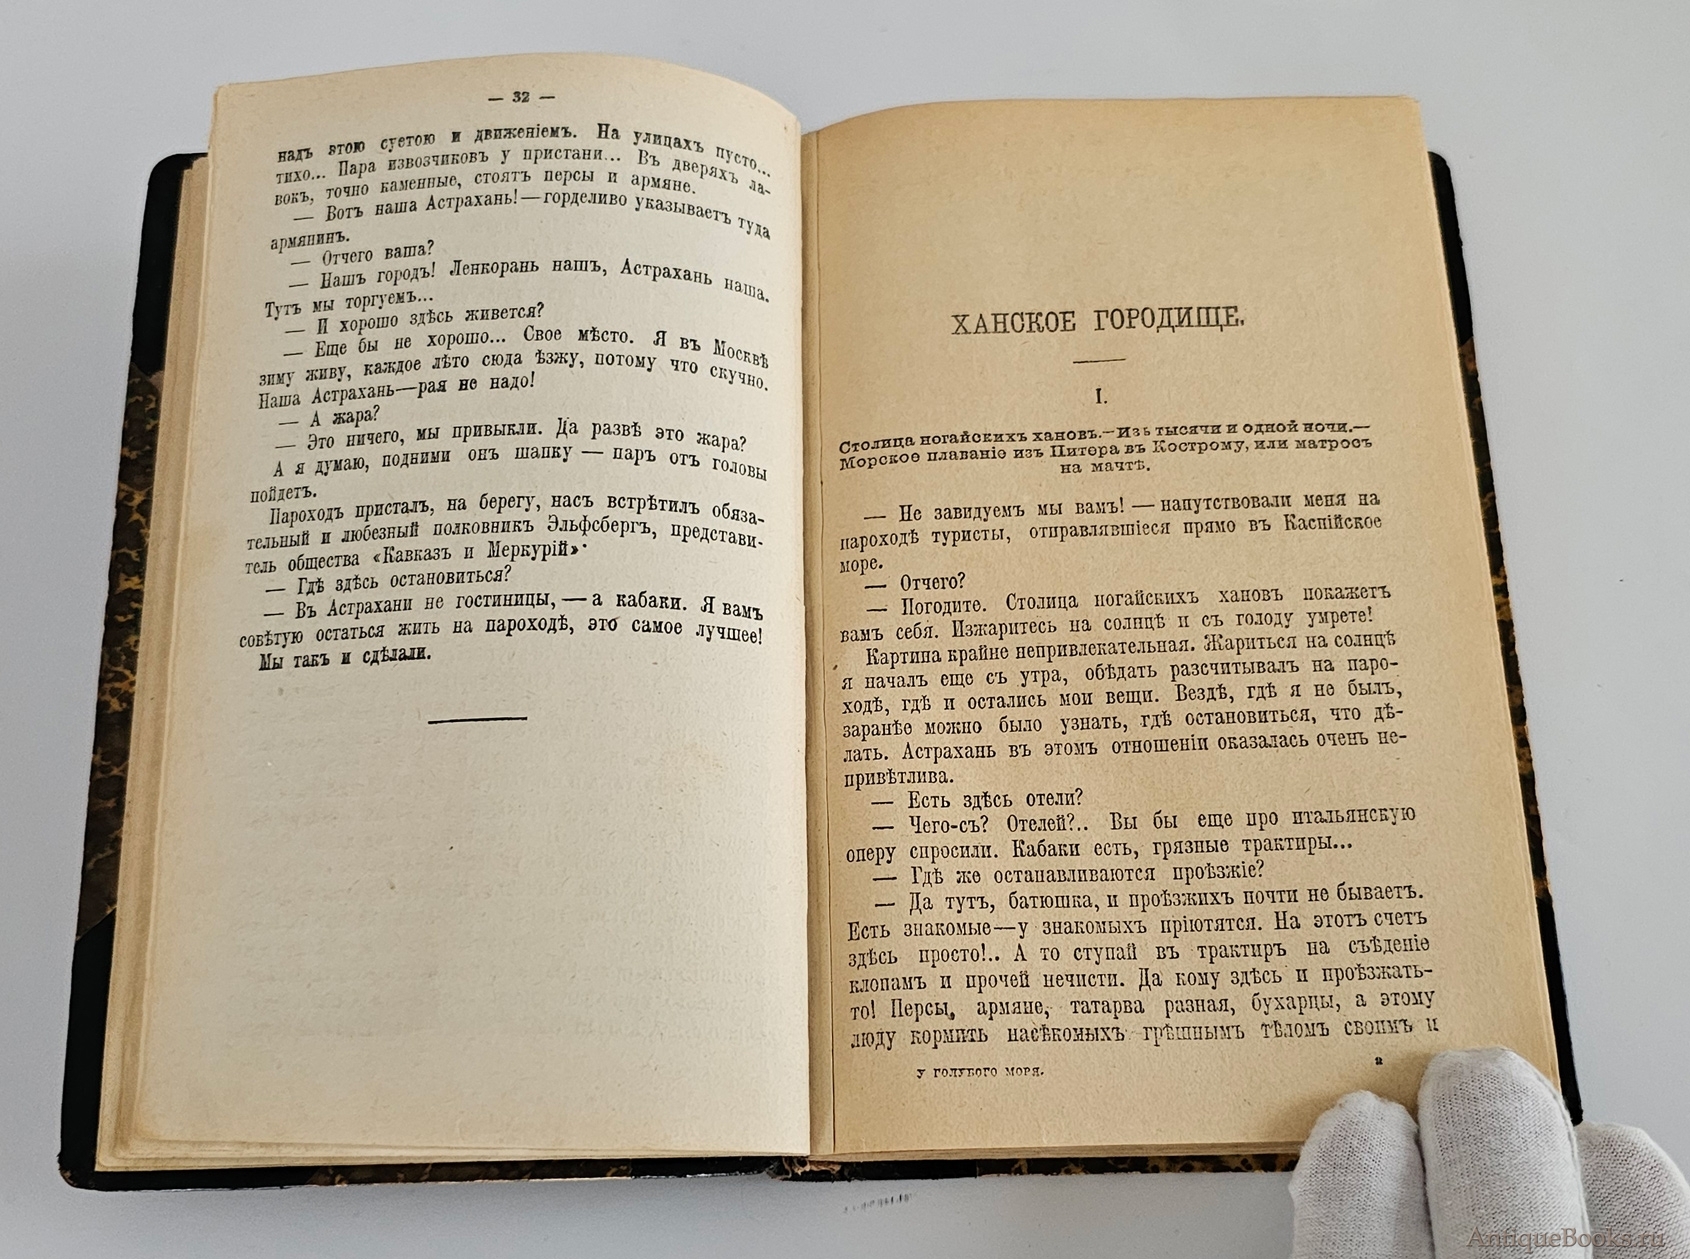 — 32 —
надъ этою суетою и движеніемъ. На улицахъ пусто...
тихо... Пара извозчиковъ у пристани... Въ дверяхъ ла-
вокъ, точно каменные, стоятъ персы и армяне.
— Вотъ наша Астрахань! — горделиво указываетъ туда
армянинъ.
— Отчего ваша?
— Нашъ городъ! Ленкорань нашъ, Астрахань наша.
Тутъ мы торгуемъ...
— И хорошо здѣсь живется?
— Еще бы не хорошо... Свое мѣсто. Я въ Москвѣ
зиму живу, каждое лѣто сюда ѣзжу, потому что скучно.
Наша Астрахань—рая не надо!
— А жара?
— Это ничего, мы привыкли. Да развѣ это жара?
А я думаю, подними онъ шапку — паръ отъ головы
пойдетъ.
Пароходъ присталъ, на берегу, насъ встрѣтилъ обяза-
тельный и любезный полковникъ Эльфсбергъ, представи-
тель общества «Кавказъ и Меркурій».
— Гдѣ здѣсь остановиться?
— Въ Астрахани не гостиницы, — а кабаки. Я вамъ
совѣтую остаться жить на пароходѣ, это самое лучшее!
Мы такъ и сдѣлали.
ХАНСКОЕ ГОРОДИЩЕ.
I.
Столица ногайскихъ хановъ.—Изъ тысячи и одной ночи.—
Морское плаваніе изъ Питера въ Кострому, или матросъ
на мачтѣ.
— Не завидуемъ мы вамъ! — напутствовали меня на
пароходѣ туристы, отправлявшіеся прямо въ Каспійское
море.
— Отчего?
— Погодите. Столица ногайскихъ хановъ покажетъ
вамъ себя. Изжаритесь на солнцѣ и съ голоду умрете!
Картина крайне непривлекательная. Жариться на солнцѣ
я началъ еще съ утра, обѣдать разсчитывалъ на паро-
ходѣ, гдѣ и остались мои вещи. Вездѣ, гдѣ я не былъ,
заранѣе можно было узнать, гдѣ остановиться, что дѣ-
лать. Астрахань въ этомъ отношеніи оказалась очень не-
привѣтлива.
— Есть здѣсь отели?
— Чего-съ? Отелей?.. Вы бы еще про итальянскую
оперу спросили. Кабаки есть, грязные трактиры...
— Гдѣ же останавливаются проѣзжіе?
— Да тутъ, батюшка, и проѣзжихъ почти не бываетъ.
Есть знакомые—у знакомыхъ пріютятся. На этотъ счетъ
здѣсь просто!.. А то ступай въ трактиръ на съѣденіе
клопамъ и прочей нечисти. Да кому здѣсь и проѣзжать-
то! Персы, армяне, татарва разная, бухарцы, а этому
люду кормить насѣкомыхъ грѣшнымъ тѣломъ своимъ и
У ГОЛУБОГО МОРЯ.
AntiqueBooks.ru